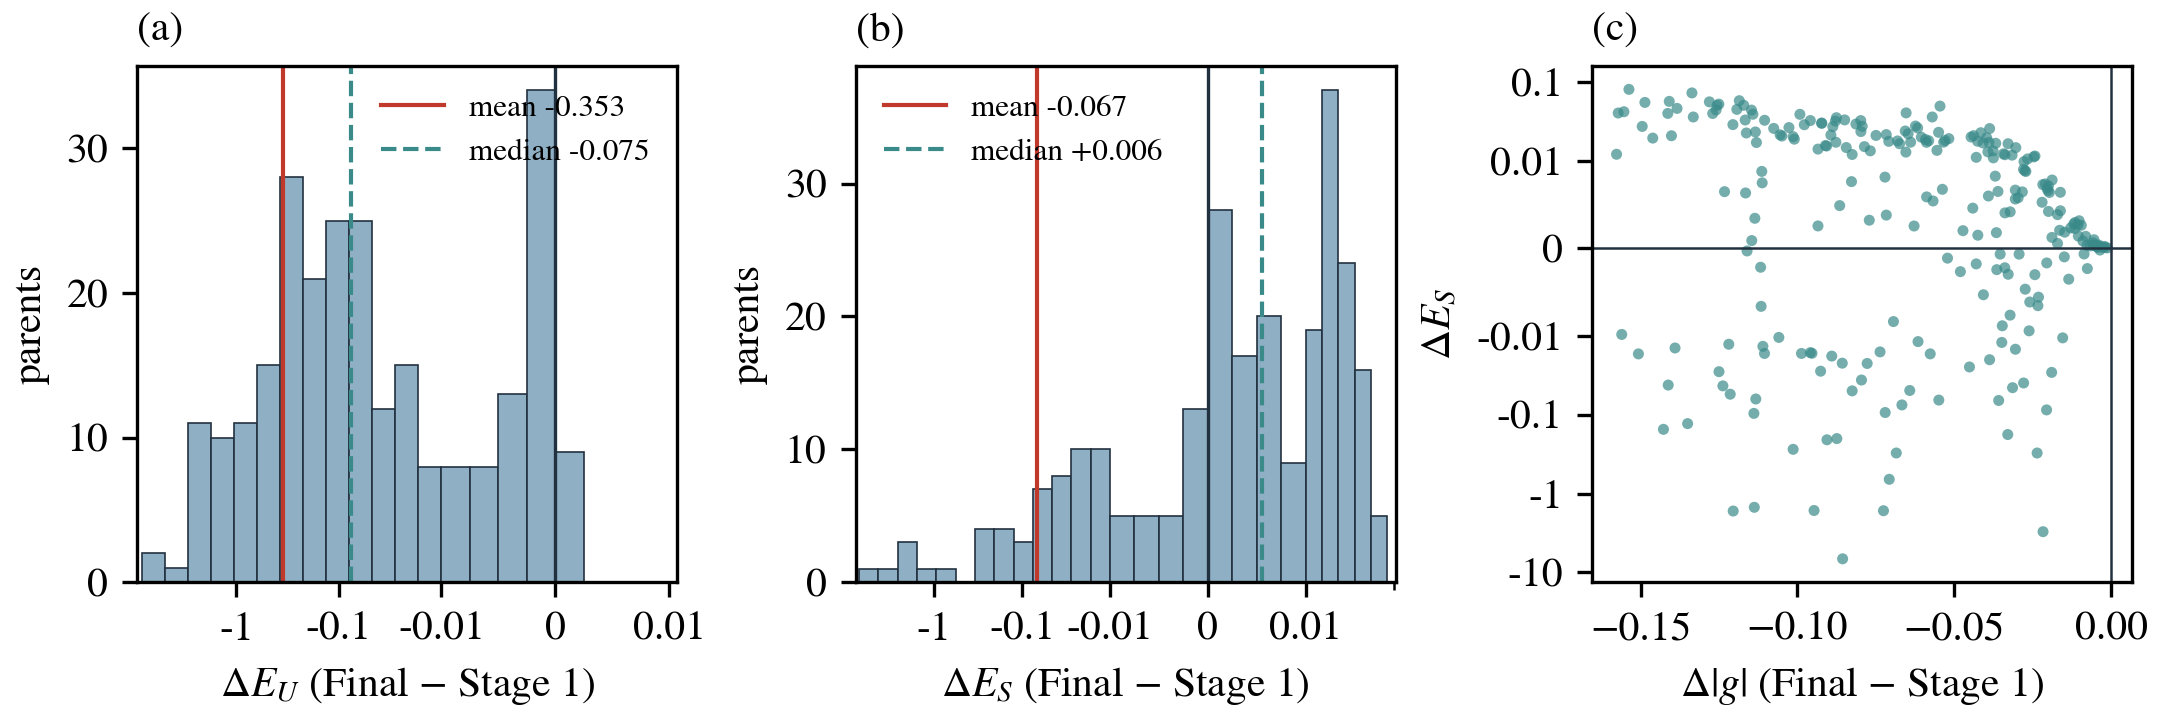 (a)
mean -0.353
median -0.075
30
20
10
0
parents
-1
-0.1
-0.01
0
0.01
ΔE_U (Final − Stage 1)
(b)
mean -0.067
median +0.006
30
20
10
0
parents
-1
-0.1
-0.01
0
0.01
ΔE_S (Final − Stage 1)
(c)
0.1
0.01
0
-0.01
-0.1
-1
-10
ΔE_S
−0.15
−0.10
−0.05
0.00
Δ|g| (Final − Stage 1)